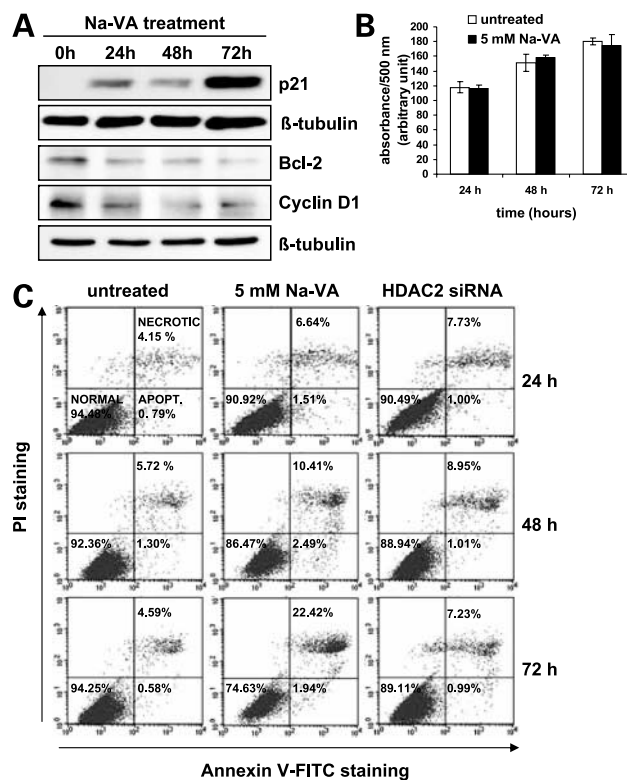 A
Na-VA treatment
0h 24h 48h 72h
p21
ß-tubulin
Bcl-2
Cyclin D1
ß-tubulin
B
untreated
5 mM Na-VA
absorbance/500 nm
(arbitrary unit)
200
180
160
140
120
100
80
60
40
20
0
24 h 48 h 72 h
time (hours)
C
untreated 5 mM Na-VA HDAC2 siRNA
NECROTIC
4.15 %
6.64%
7.73%
NORMAL
94.48%
APOPT.
0.79%
90.92% 1.51%
90.49% 1.00%
24 h
5.72 % 10.41% 8.95%
92.36% 1.30%
86.47% 2.49%
88.94% 1.01%
48 h
4.59% 22.42% 7.23%
94.25% 0.58%
74.63% 1.94%
89.11% 0.99%
72 h
PI staining
Annexin V-FITC staining